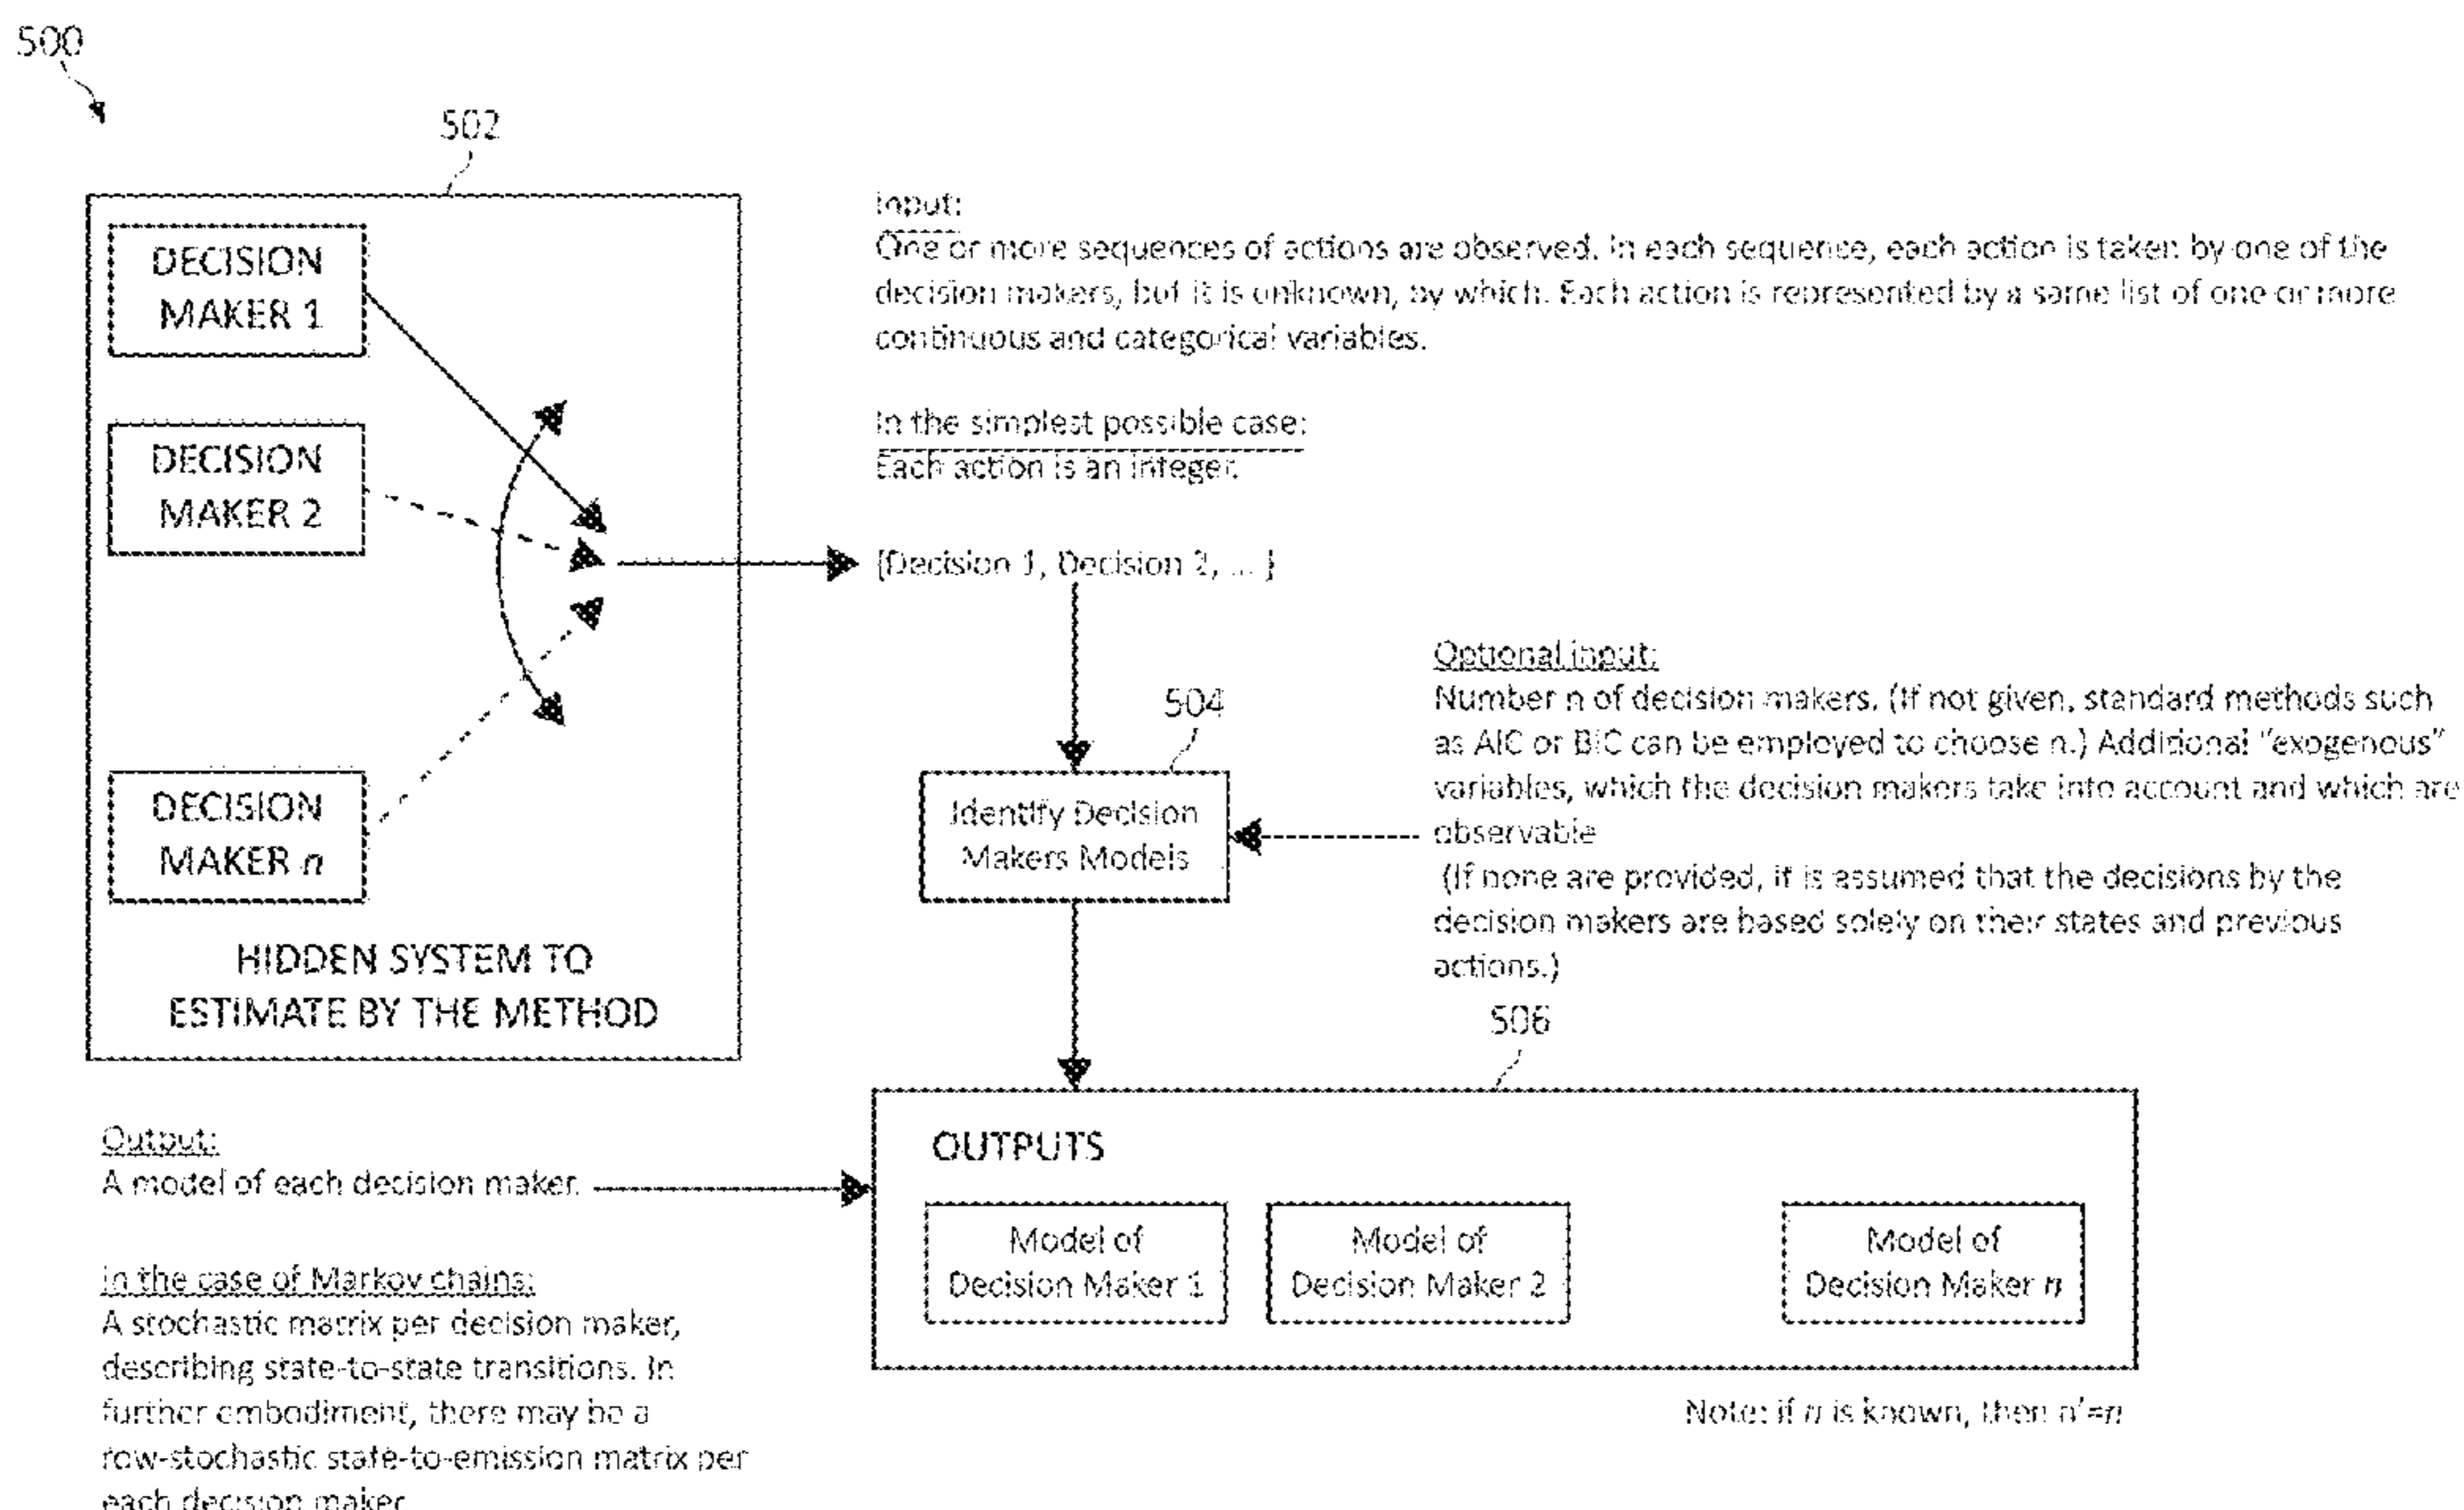 500
502
DECISION
MAKER 1
DECISION
MAKER 2
DECISION
MAKER n
HIDDEN SYSTEM TO
ESTIMATE BY THE METHOD
Input:
One or more sequences of actions are observed. In each sequence, each action is taken by one of the
decision makers, but it is unknown, by which. Each action is represented by a same list of one or more
continuous and categorical variables.
In the simplest possible case:
Each action is an integer.
{Decision 1, Decision 2, ... }
504
Identify Decision
Makers Models
Optional input:
Number n of decision makers. (If not given, standard methods such
as AIC or BIC can be employed to choose n.) Additional "exogenous"
variables, which the decision makers take into account and which are
observable
(If none are provided, it is assumed that the decisions by the
decision makers are based solely on their states and previous
actions.)
506
OUTPUTS
Model of
Decision Maker 1
Model of
Decision Maker 2
Model of
Decision Maker n
Note: if n is known, then n'=n
Output:
A model of each decision maker.
In the case of Markov chains:
A stochastic matrix per decision maker,
describing state-to-state transitions. In
further embodiment, there may be a
row-stochastic state-to-emission matrix per
each decision maker